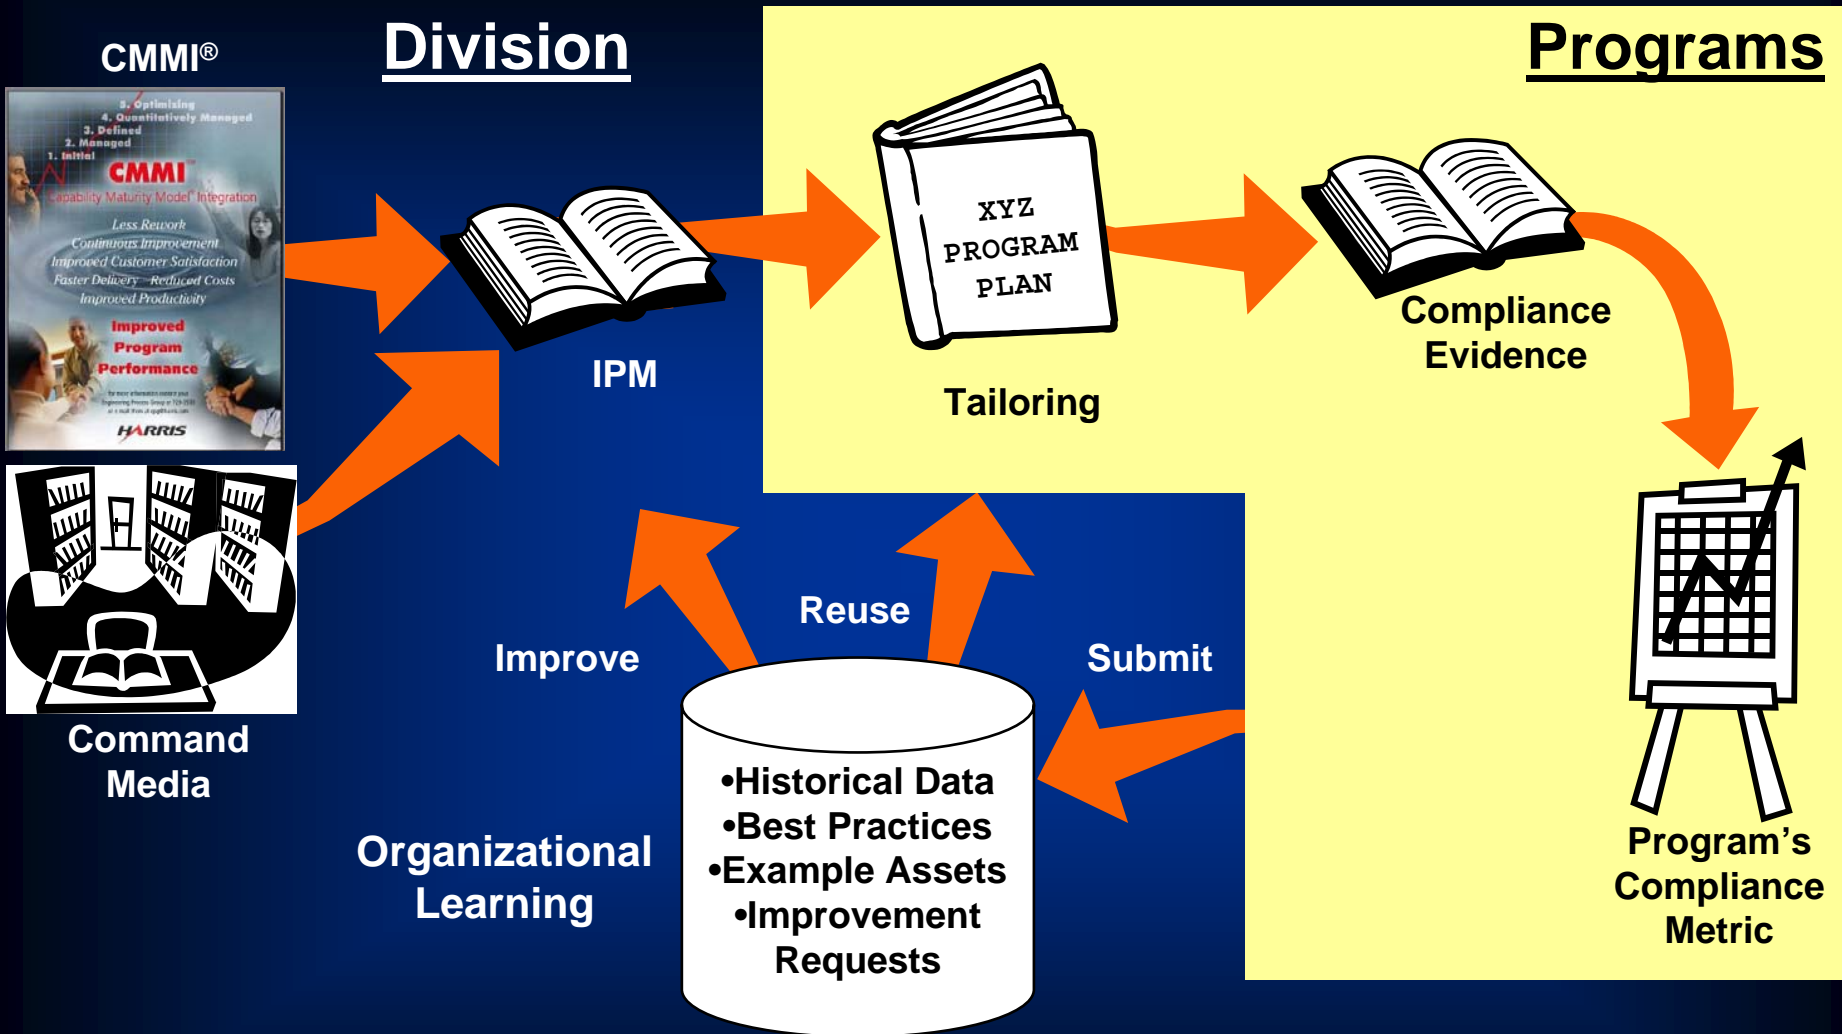 Division
Programs
CMMI®
5. Optimizing
4. Quantitatively Managed
3. Defined
2. Managed
1. Initial
CMMI™
Capability Maturity Model® Integration
Less Rework
Continuous Improvement
Improved Customer Satisfaction
Faster Delivery Reduced Costs
Improved Productivity
Improved
Program
Performance
HARRIS
IPM
XYZ
PROGRAM
PLAN
Tailoring
Compliance
Evidence
Command
Media
Improve
Reuse
Submit
Organizational
Learning
•Historical Data
•Best Practices
•Example Assets
•Improvement
Requests
Program’s
Compliance
Metric